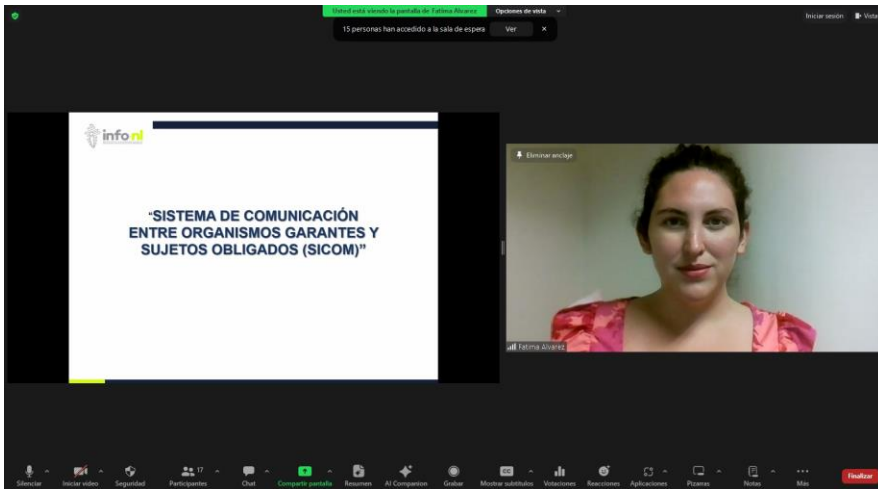 Usted está viendo la pantalla de Fatima Alvarez
Opciones de vista
15 personas han accedido a la sala de espera
Ver
Iniciar sesión
Vista
info nl
"SISTEMA DE COMUNICACIÓN
ENTRE ORGANISMOS GARANTES Y
SUJETOS OBLIGADOS (SICOM)"
Eliminar anclaje
Fatima Alvarez
17
CC
Silenciar
Iniciar video
Seguridad
Participantes
Chat
Compartir pantalla
Resumen
AI Companion
Grabar
Mostrar subtítulos
Votaciones
Reacciones
Aplicaciones
Pizarras
Notas
Más
Finalizar